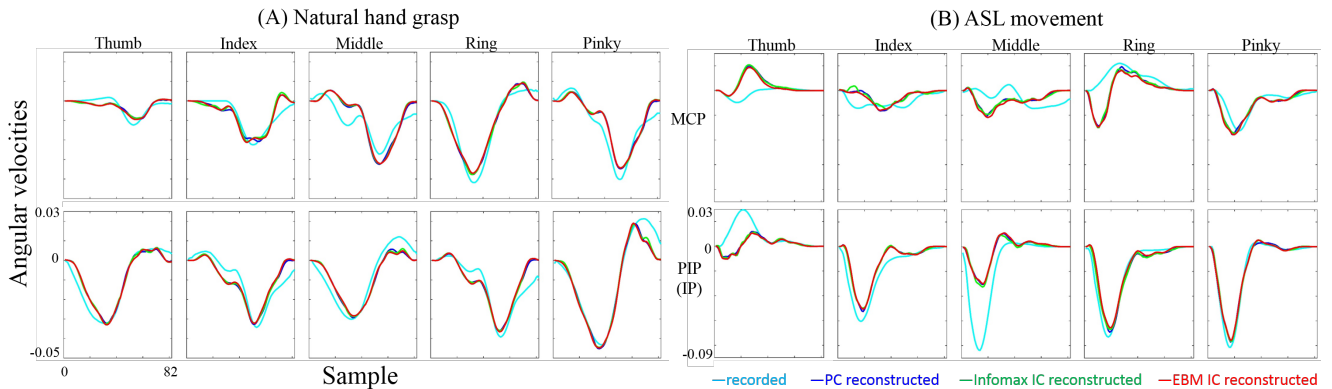 (A) Natural hand grasp
Thumb Index Middle Ring Pinky
Angular velocities
0.03
0
-0.05
0 82
Sample
(B) ASL movement
Thumb Index Middle Ring Pinky
MCP
0.03
0
PIP
(IP)
-0.09
recorded PC reconstructed Infomax IC reconstructed EBM IC reconstructed